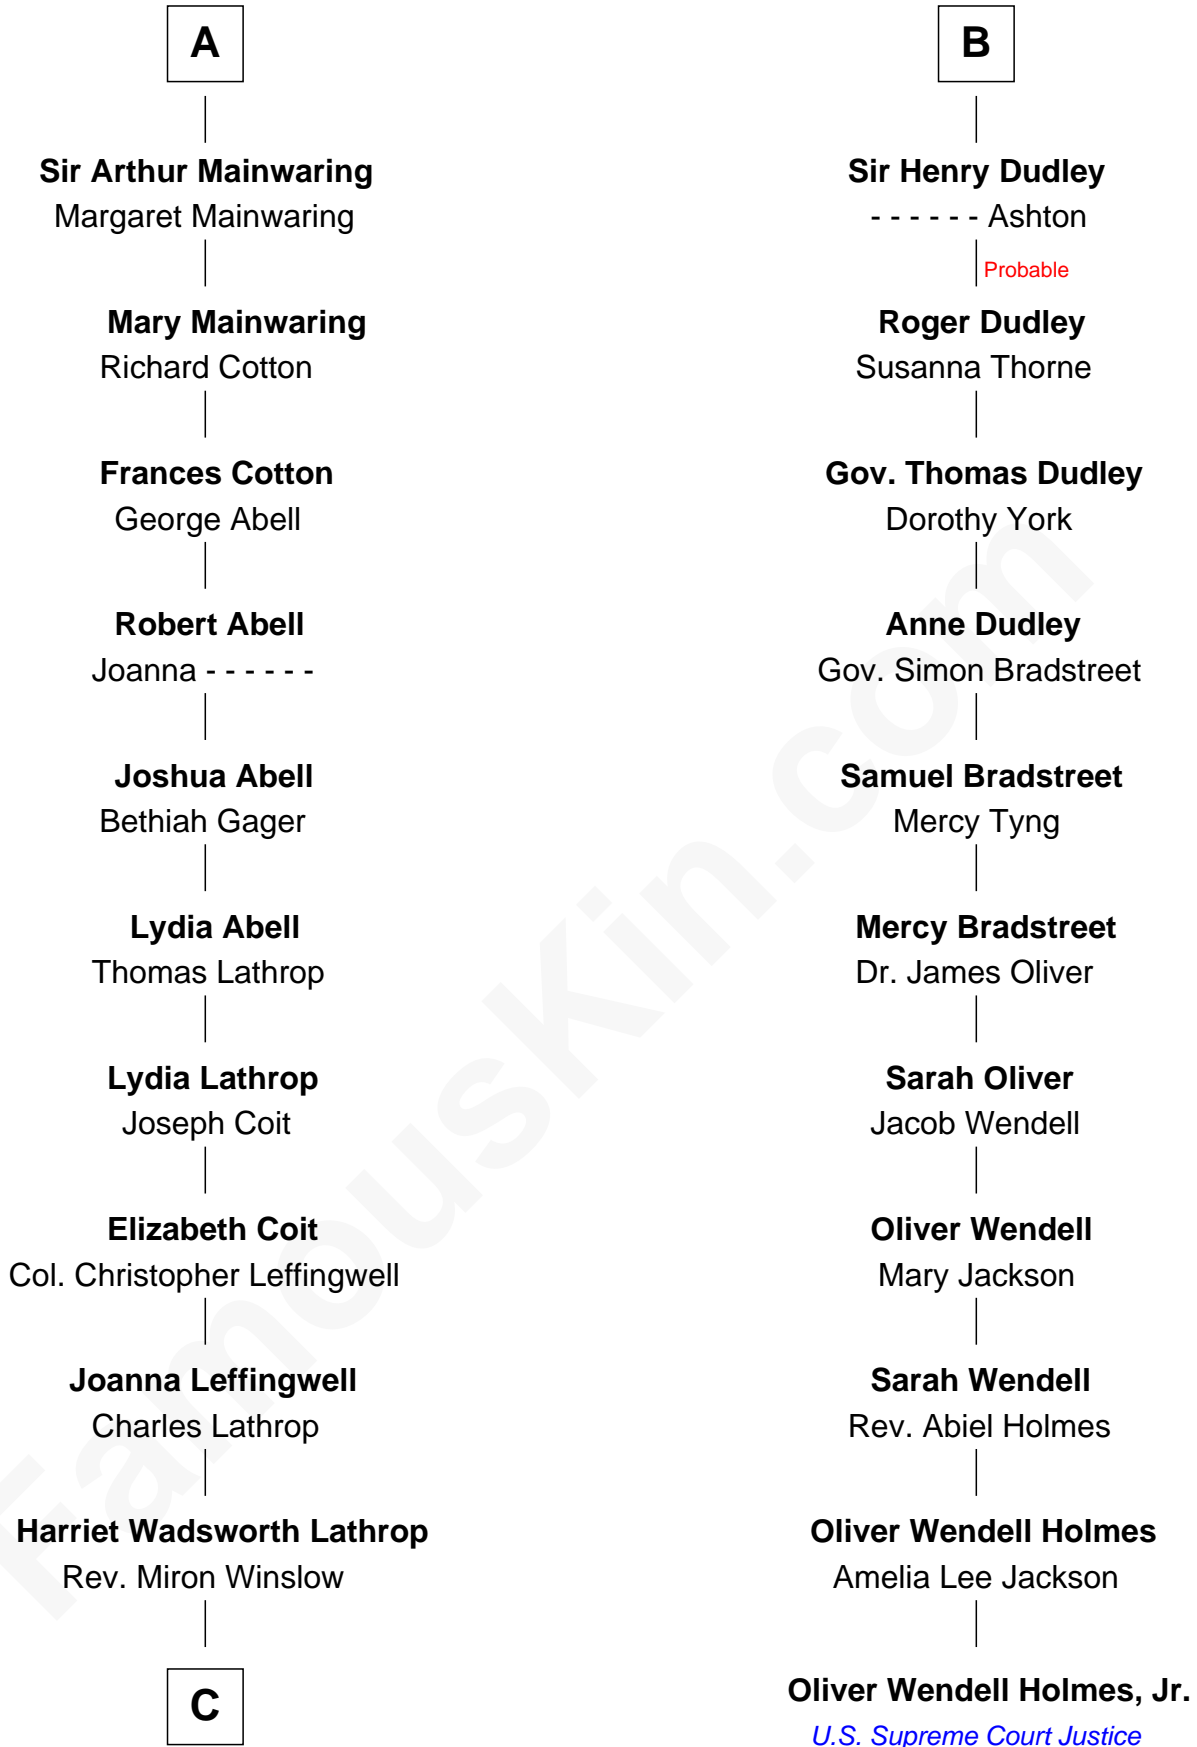 A
Sir Arthur Mainwaring
Margaret Mainwaring
Mary Mainwaring
Richard Cotton
Frances Cotton
George Abell
Robert Abell
Joanna - - - - - -
Joshua Abell
Bethiah Gager
Lydia Abell
Thomas Lathrop
Lydia Lathrop
Joseph Coit
Elizabeth Coit
Col. Christopher Leffingwell
Joanna Leffingwell
Charles Lathrop
Harriet Wadsworth Lathrop
Rev. Miron Winslow
C
B
Sir Henry Dudley
- - - - - - Ashton
Probable
Roger Dudley
Susanna Thorne
Gov. Thomas Dudley
Dorothy York
Anne Dudley
Gov. Simon Bradstreet
Samuel Bradstreet
Mercy Tyng
Mercy Bradstreet
Dr. James Oliver
Sarah Oliver
Jacob Wendell
Oliver Wendell
Mary Jackson
Sarah Wendell
Rev. Abiel Holmes
Oliver Wendell Holmes
Amelia Lee Jackson
Oliver Wendell Holmes, Jr.
U.S. Supreme Court Justice
FamousKin.com